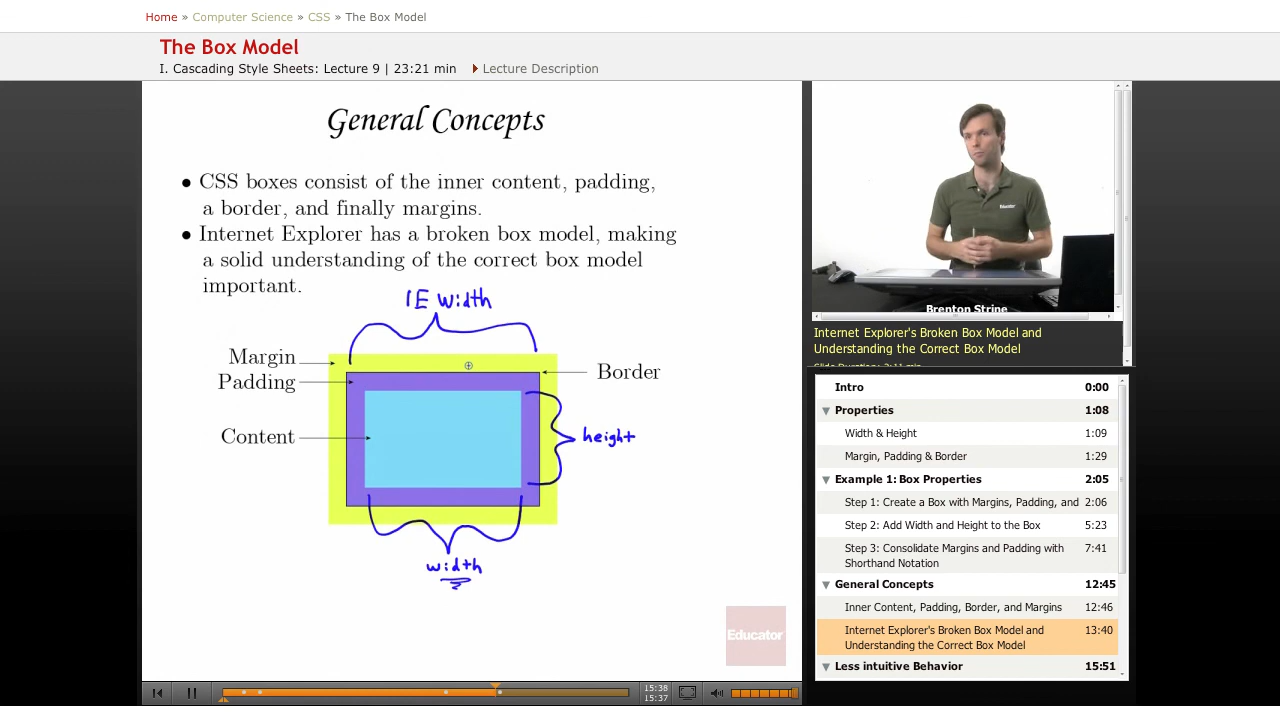 Home » Computer Science » CSS » The Box Model
The Box Model
I. Cascading Style Sheets: Lecture 9 | 23:21 min
Lecture Description
General Concepts
• CSS boxes consist of the inner content, padding,
a border, and finally margins.
• Internet Explorer has a broken box model, making
a solid understanding of the correct box model
important.
IE width
Margin
Padding
Border
Content
height
width
Educator
15:38
15:37
Educator
Brenton Strine
Internet Explorer's Broken Box Model and
Understanding the Correct Box Model
Intro 0:00
Properties 1:08
Width & Height 1:09
Margin, Padding & Border 1:29
Example 1: Box Properties 2:05
Step 1: Create a Box with Margins, Padding, and 2:06
Step 2: Add Width and Height to the Box 5:23
Step 3: Consolidate Margins and Padding with 7:41
Shorthand Notation
General Concepts 12:45
Inner Content, Padding, Border, and Margins 12:46
Internet Explorer's Broken Box Model and 13:40
Understanding the Correct Box Model
Less intuitive Behavior 15:51